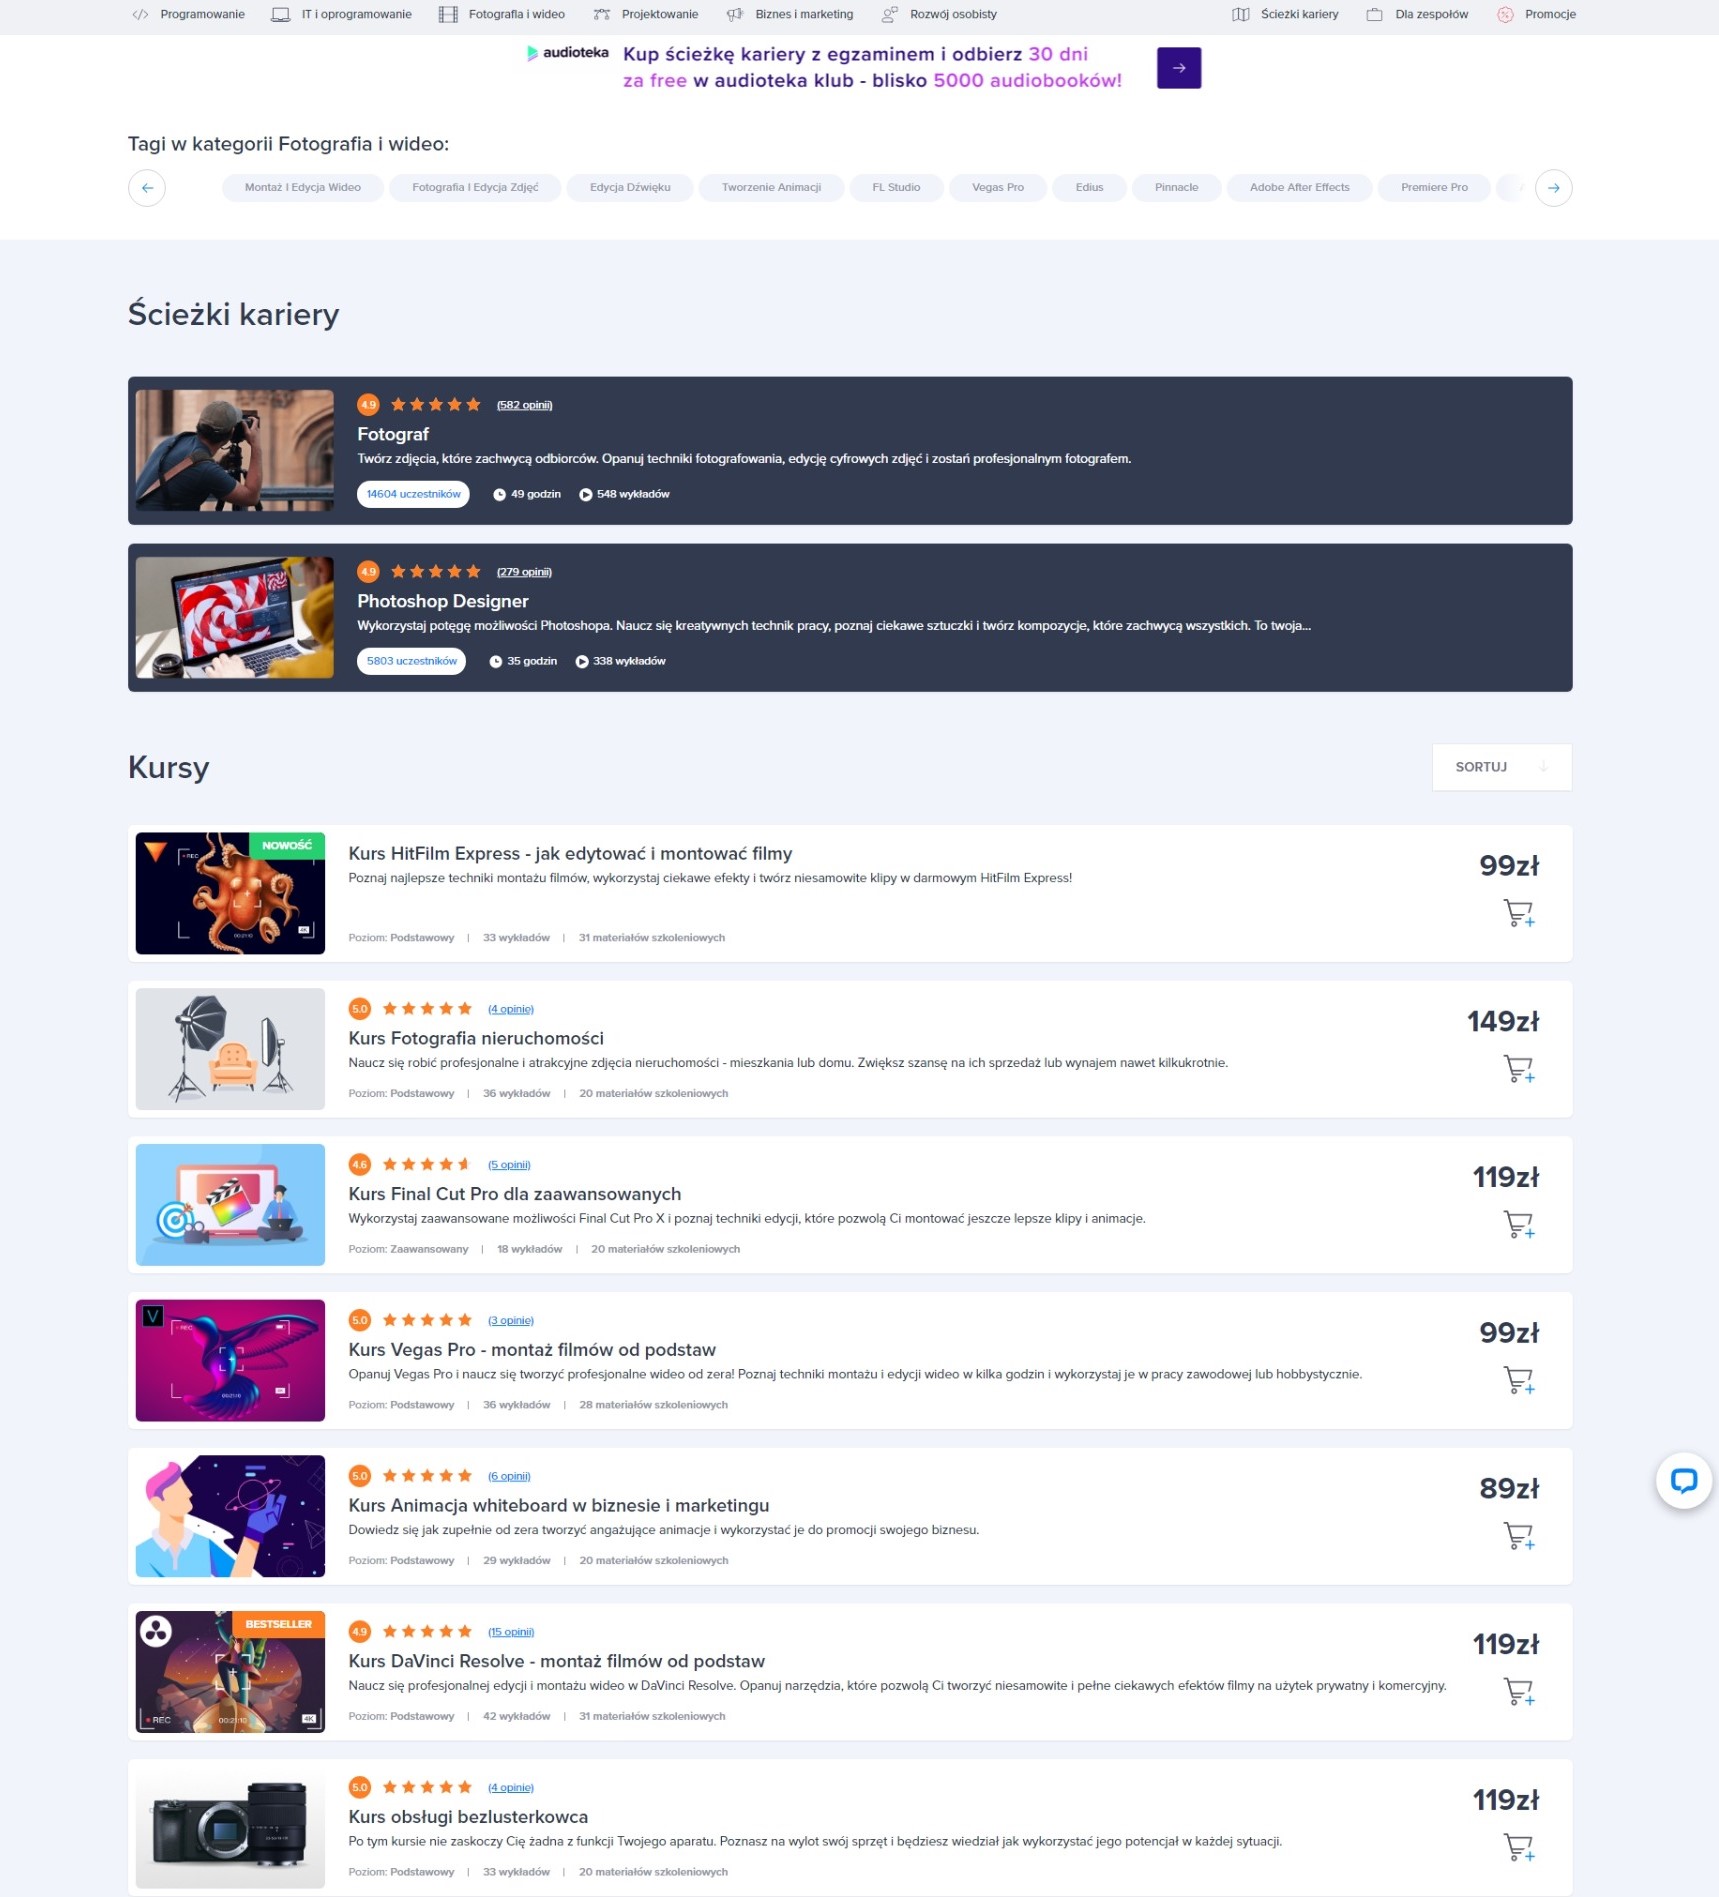 Programowanie
IT i oprogramowanie
Fotografia i wideo
Projektowanie
Biznes i marketing
Rozwój osobisty
Ścieżki kariery
Dla zespołów
Promocje
audioteka
Kup ścieżkę kariery z egzaminem i odbierz 30 dni
za free w audioteka klub - blisko 5000 audiobooków!
Tagi w kategorii Fotografia i wideo:
Montaż I Edycja Wideo
Fotografia I Edycja Zdjęć
Edycja Dźwięku
Tworzenie Animacji
FL Studio
Vegas Pro
Edius
Pinnacle
Adobe After Effects
Premiere Pro
Ścieżki kariery
4.9 (582 opinii)
Fotograf
Twórz zdjęcia, które zachwycą odbiorców. Opanuj techniki fotografowania, edycję cyfrowych zdjęć i zostań profesjonalnym fotografem.
14604 uczestników 49 godzin 548 wykładów
4.9 (279 opinii)
Photoshop Designer
Wykorzystaj potęgę możliwości Photoshopa. Naucz się kreatywnych technik pracy, poznaj ciekawe sztuczki i twórz kompozycje, które zachwycą wszystkich. To twoja...
5803 uczestników 35 godzin 338 wykładów
Kursy
SORTUJ
NOWOŚĆ
REC
00:21:10
4K
Kurs HitFilm Express - jak edytować i montować filmy
Poznaj najlepsze techniki montażu filmów, wykorzystaj ciekawe efekty i twórz niesamowite klipy w darmowym HitFilm Express!
Poziom: Podstawowy | 33 wykładów | 31 materiałów szkoleniowych
99zł
5.0 (4 opinie)
Kurs Fotografia nieruchomości
Naucz się robić profesjonalne i atrakcyjne zdjęcia nieruchomości - mieszkania lub domu. Zwiększ szansę na ich sprzedaż lub wynajem nawet kilkukrotnie.
Poziom: Podstawowy | 36 wykładów | 20 materiałów szkoleniowych
149zł
4.6 (5 opinii)
Kurs Final Cut Pro dla zaawansowanych
Wykorzystaj zaawansowane możliwości Final Cut Pro X i poznaj techniki edycji, które pozwolą Ci montować jeszcze lepsze klipy i animacje.
Poziom: Zaawansowany | 18 wykładów | 20 materiałów szkoleniowych
119zł
V
REC
00:21:10
5.0 (3 opinie)
Kurs Vegas Pro - montaż filmów od podstaw
Opanuj Vegas Pro i naucz się tworzyć profesjonalne wideo od zera! Poznaj techniki montażu i edycji wideo w kilka godzin i wykorzystaj je w pracy zawodowej lub hobbystycznie.
Poziom: Podstawowy | 36 wykładów | 28 materiałów szkoleniowych
99zł
5.0 (6 opinii)
Kurs Animacja whiteboard w biznesie i marketingu
Dowiedz się jak zupełnie od zera tworzyć angażujące animacje i wykorzystać je do promocji swojego biznesu.
Poziom: Podstawowy | 29 wykładów | 20 materiałów szkoleniowych
89zł
BESTSELLER
REC
00:21:10
4K
4.9 (15 opinii)
Kurs DaVinci Resolve - montaż filmów od podstaw
Naucz się profesjonalnej edycji i montażu wideo w DaVinci Resolve. Opanuj narzędzia, które pozwolą Ci tworzyć niesamowite i pełne ciekawych efektów filmy na użytek prywatny i komercyjny.
Poziom: Podstawowy | 42 wykładów | 31 materiałów szkoleniowych
119zł
5.0 (4 opinie)
Kurs obsługi bezlusterkowca
Po tym kursie nie zaskoczy Cię żadna z funkcji Twojego aparatu. Poznasz na wylot swój sprzęt i będziesz wiedział jak wykorzystać jego potencjał w każdej sytuacji.
Poziom: Podstawowy | 33 wykładów | 20 materiałów szkoleniowych
119zł